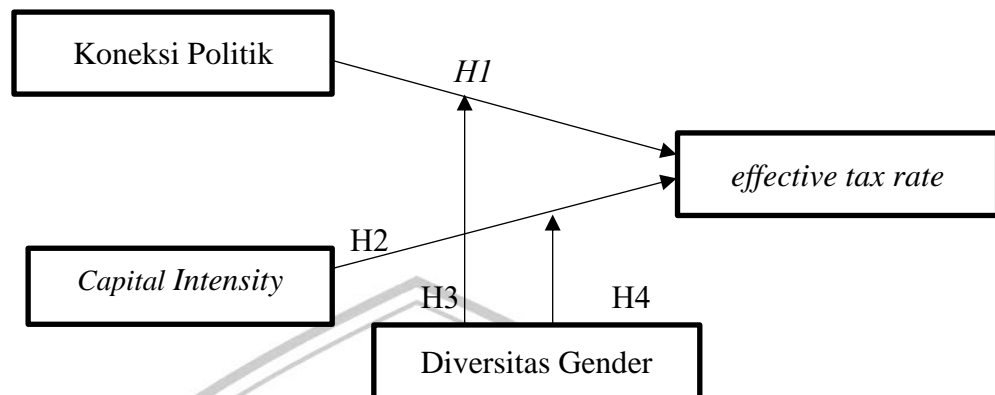 Koneksi Politik
H1
effective tax rate
H2
Capital Intensity
H3
H4
Diversitas Gender